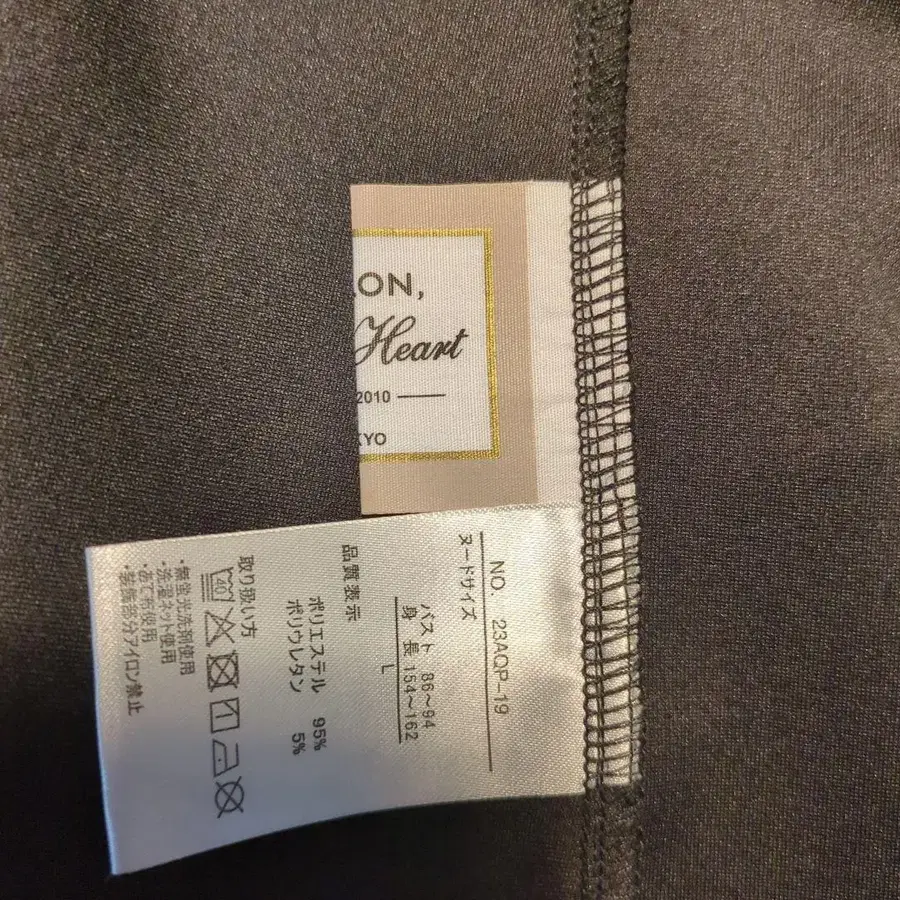 ON,
Heart
2010
KYO
NO. 23AQP-19
ヌードサイズ
バスト 86～94
身 長 154～162
L
品質表示
ポリエステル 95%
ポリウレタン 5%
取り扱い方
40
・無蛍光洗剤使用
・洗濯ネット使用
・あて布使用
・装飾部分アイロン禁止